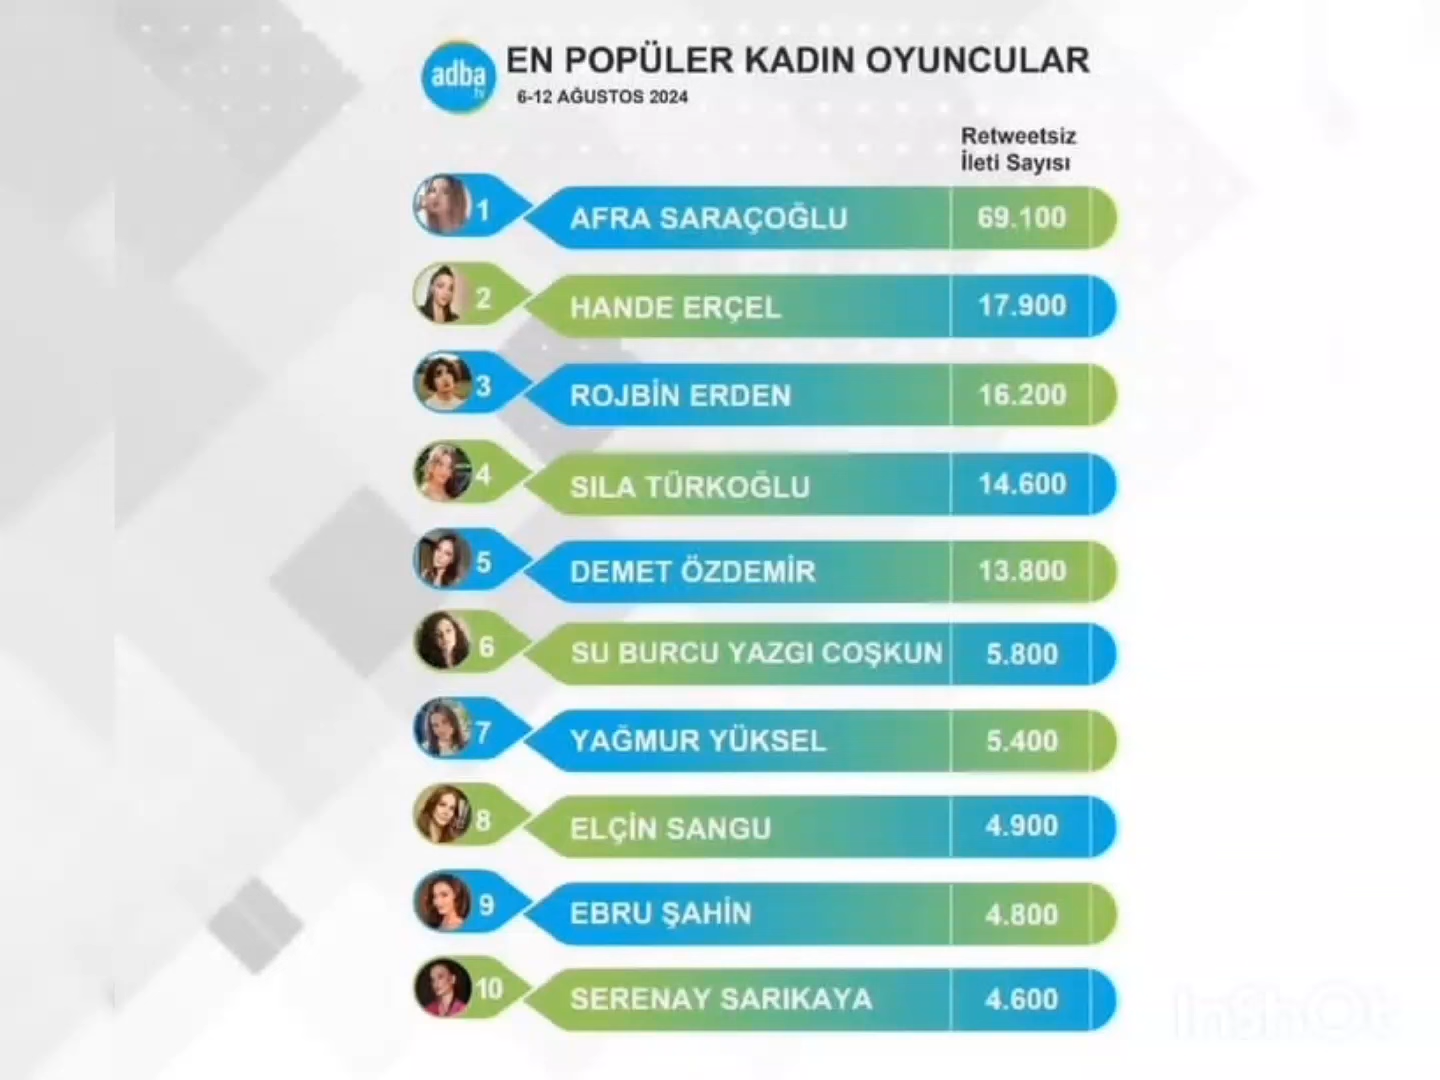 adba
tv
EN POPÜLER KADIN OYUNCULAR
6-12 AĞUSTOS 2024
Retweetsiz
İleti Sayısı
1 AFRA SARAÇOĞLU 69.100
2 HANDE ERÇEL 17.900
3 ROJBİN ERDEN 16.200
4 SILA TÜRKOĞLU 14.600
5 DEMET ÖZDEMİR 13.800
6 SU BURCU YAZGI COŞKUN 5.800
7 YAĞMUR YÜKSEL 5.400
8 ELÇİN SANGU 4.900
9 EBRU ŞAHİN 4.800
10 SERENAY SARIKAYA 4.600
InShOt